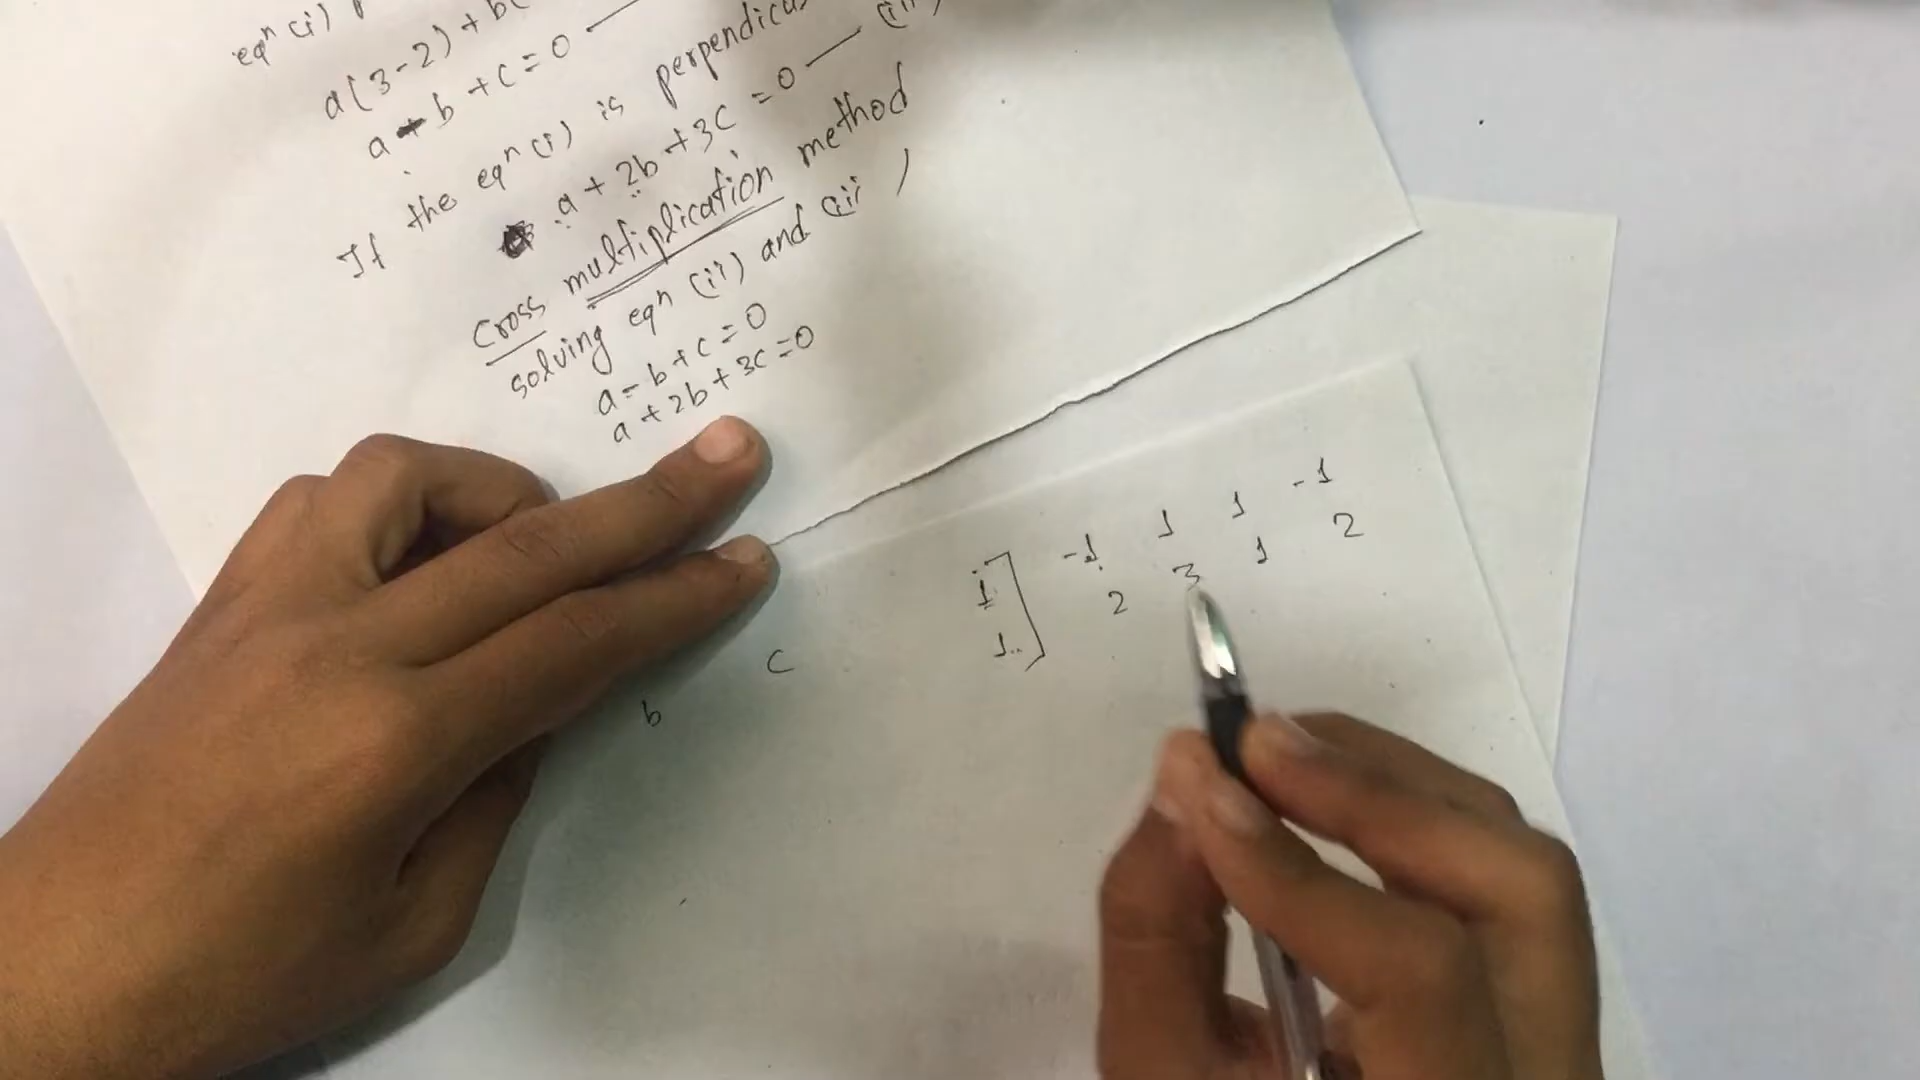 eqⁿ (i)
a(3-2) + b(
a - b + c = 0 —
If the eqⁿ (i) is
a + 2b + 3c = 0 —
Cross multiplication method
solving eqⁿ (ii) and (iii)
a - b + c = 0
a + 2b + 3c = 0
1 -1 1 1 -1
1 2 3 1 2
b c